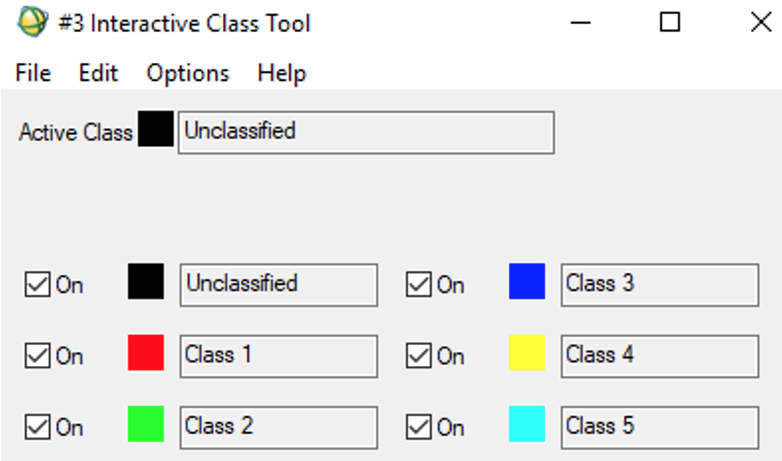 #3 Interactive Class Tool
File Edit Options Help
Active Class Unclassified
On Unclassified On Class 3
On Class 1 On Class 4
On Class 2 On Class 5